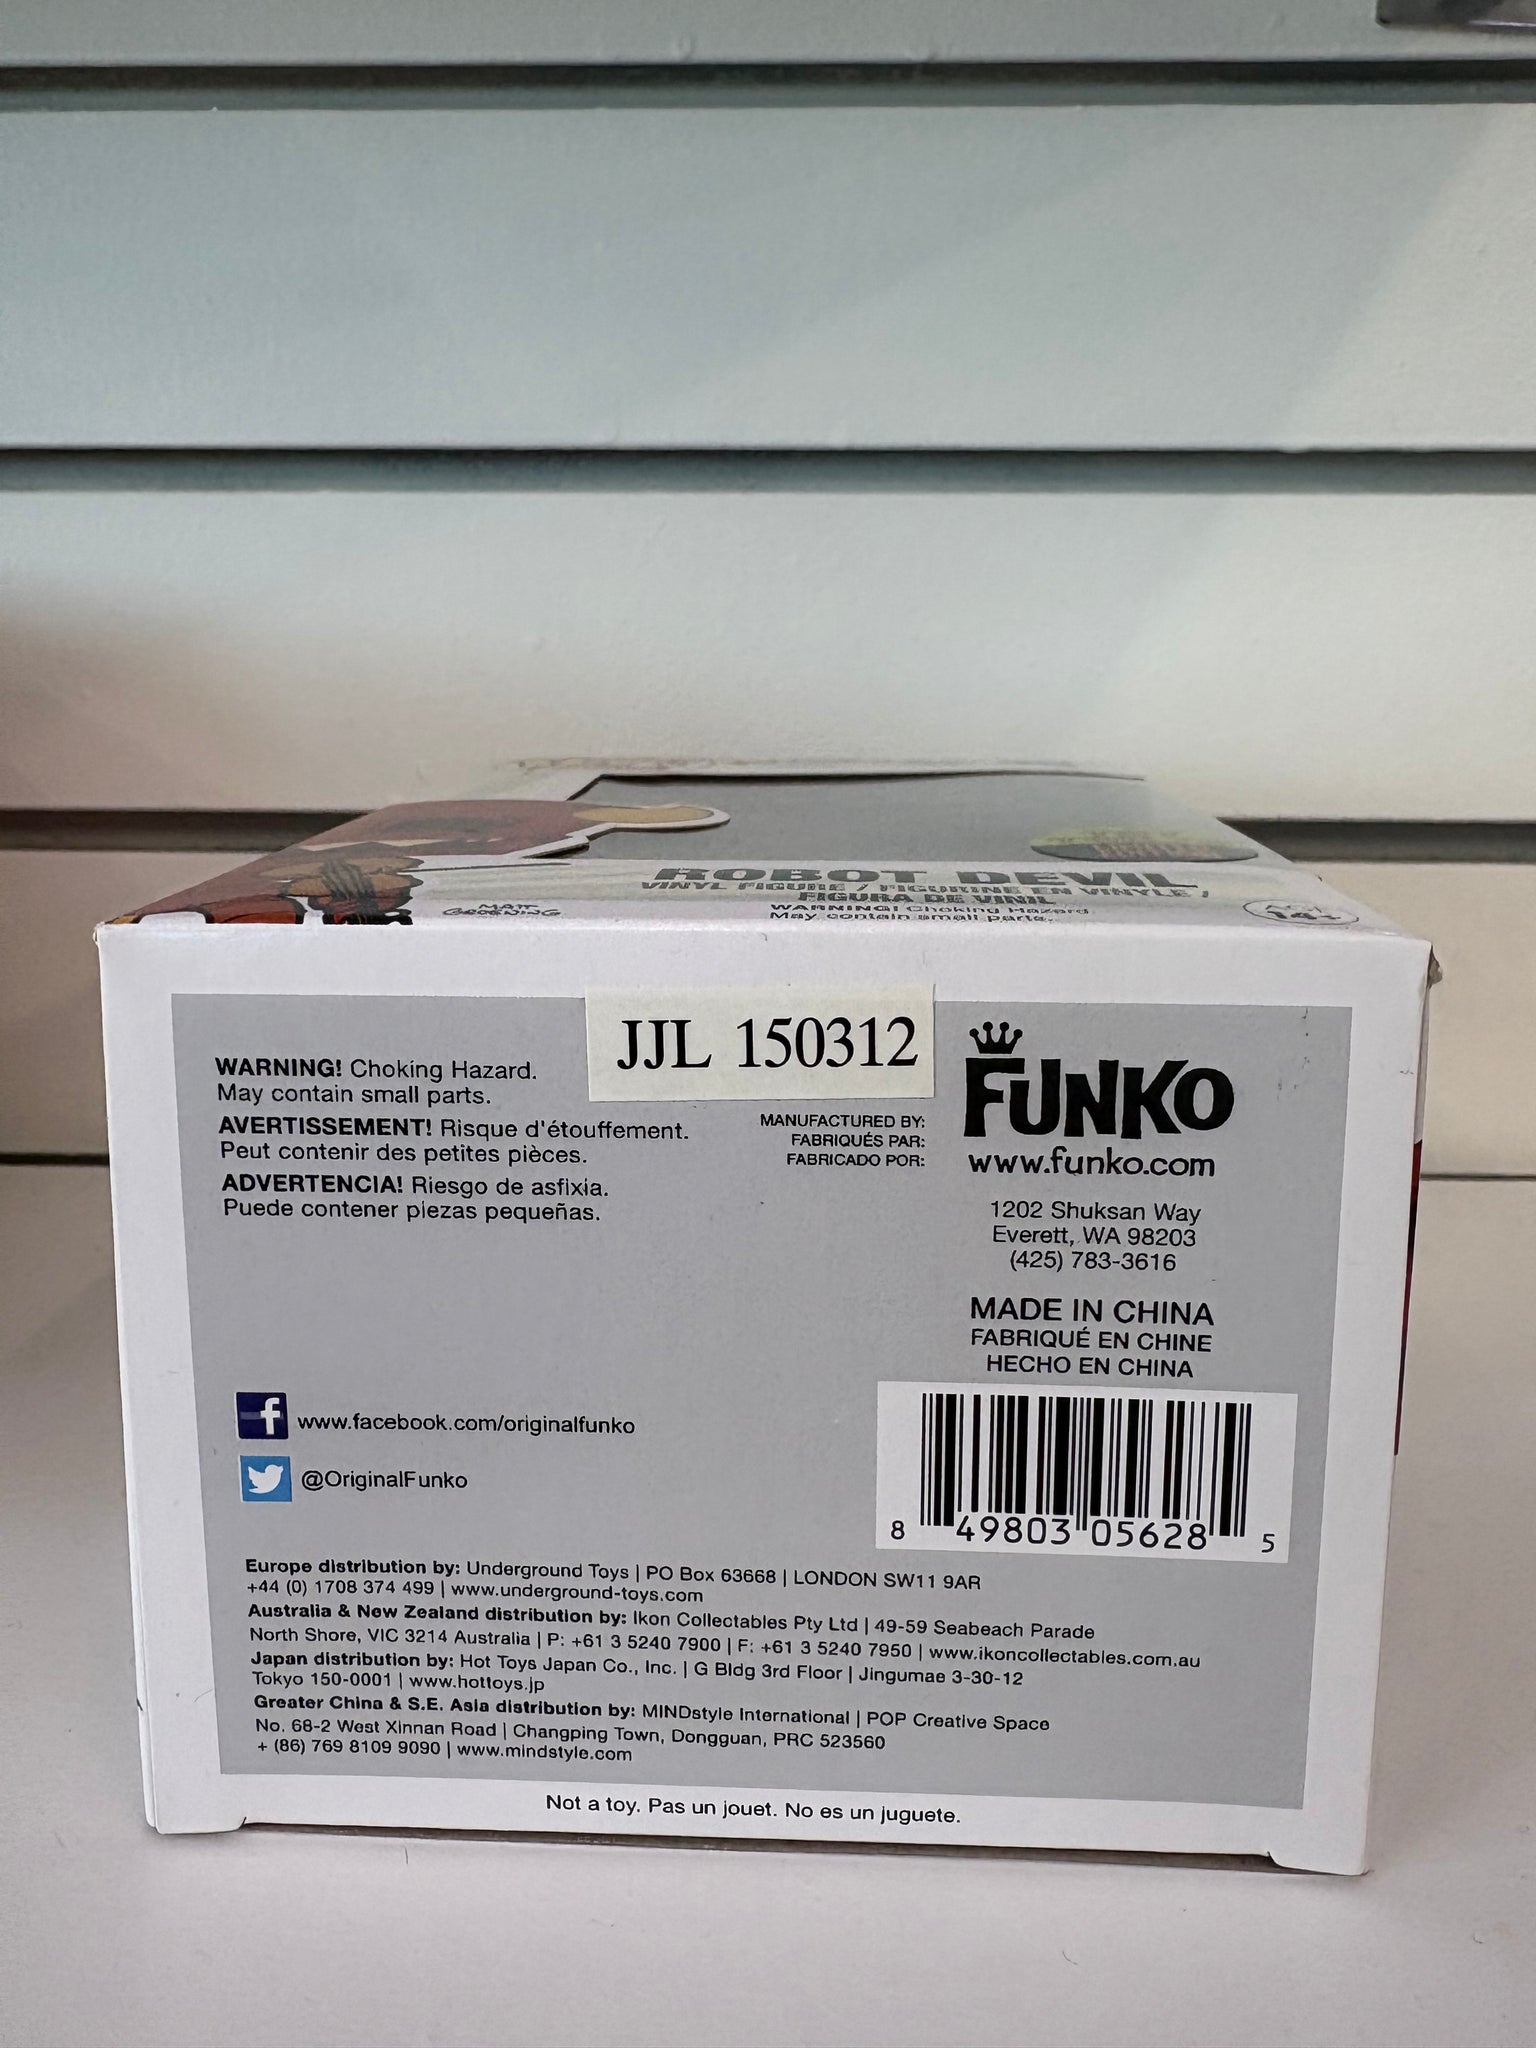 ROBOT DEVIL
VINYL FIGURE / FIGURINE EN VINYLE /
FIGURA DE VINIL
WARNING! Choking Hazard.
May contain small parts.
MATT
GROENING
AGE
14+
JJL 150312
WARNING! Choking Hazard.
May contain small parts.
AVERTISSEMENT! Risque d'étouffement.
Peut contenir des petites pièces.
ADVERTENCIA! Riesgo de asfixia.
Puede contener piezas pequeñas.
MANUFACTURED BY:
FABRIQUÉS PAR:
FABRICADO POR:
FUNKO
www.funko.com
1202 Shuksan Way
Everett, WA 98203
(425) 783-3616
MADE IN CHINA
FABRIQUÉ EN CHINE
HECHO EN CHINA
f www.facebook.com/originalfunko
@OriginalFunko
8 49803 05628 5
Europe distribution by: Underground Toys | PO Box 63668 | LONDON SW11 9AR
+44 (0) 1708 374 499 | www.underground-toys.com
Australia & New Zealand distribution by: Ikon Collectables Pty Ltd | 49-59 Seabeach Parade
North Shore, VIC 3214 Australia | P: +61 3 5240 7900 | F: +61 3 5240 7950 | www.ikoncollectables.com.au
Japan distribution by: Hot Toys Japan Co., Inc. | G Bldg 3rd Floor | Jingumae 3-30-12
Tokyo 150-0001 | www.hottoys.jp
Greater China & S.E. Asia distribution by: MINDstyle International | POP Creative Space
No. 68-2 West Xinnan Road | Changping Town, Dongguan, PRC 523560
+ (86) 769 8109 9090 | www.mindstyle.com
Not a toy. Pas un jouet. No es un juguete.